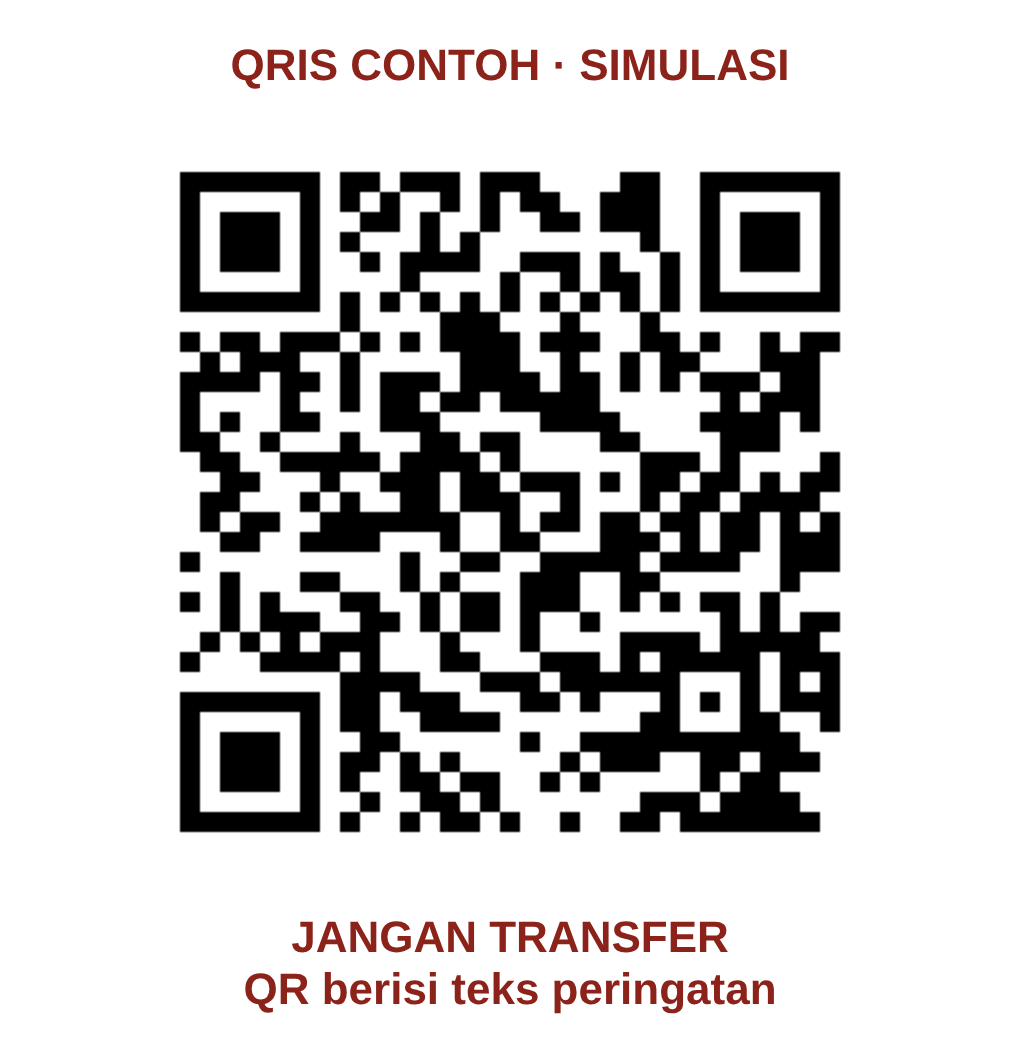 QRIS CONTOH · SIMULASI
JANGAN TRANSFER
QR berisi teks peringatan